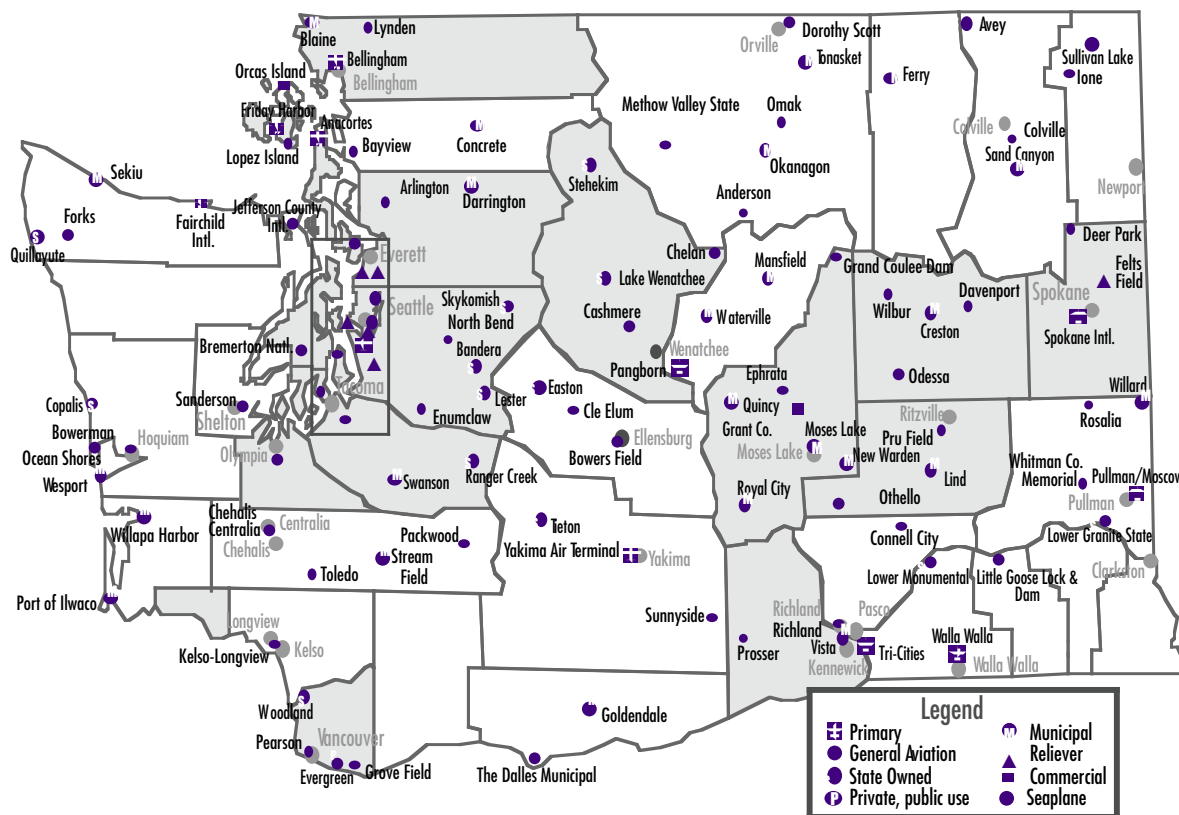 Blaine
Lynden
Bellingham
Bellingham
Orcas Island
Friday Harbor
Anacortes
Lopez Island
Bayview
Concrete
Orville
Dorothy Scott
Tonasket
Avey
Sullivan Lake
Ione
Ferry
Methow Valley State
Omak
Okanagon
Colville
Colville
Sand Canyon
Newport
Sekiu
Forks
Quillayute
Fairchild
Intl.
Jefferson County
Intl.
Arlington
Darrington
Stehekim
Anderson
Everett
Chelan
Mansfield
Grand Coulee Dam
Deer Park
Felts
Field
Lake Wenatchee
Seattle
Skykomish
North Bend
Cashmere
Waterville
Wilbur
Davenport
Creston
Spokane
Spokane Intl.
Bremerton Natl.
Bandera
Pangborn
Wenatchee
Ephrata
Odessa
Willard
Copalis
Sanderson
Shelton
Tacoma
Lester
Easton
Enumclaw
Cle Elum
Quincy
Grant Co.
Ritzville
Rosalia
Bowerman
Hoquiam
Ocean Shores
Wesport
Olympia
Ellensburg
Bowers Field
Moses Lake
Moses Lake
New Warden
Pru Field
Lind
Whitman Co.
Memorial
Pullman/Moscow
Pullman
Swanson
Ranger Creek
Royal City
Othello
Willapa Harbor
Chehalis
Centralia
Centralia
Chehalis
Packwood
Tieton
Yakima Air Terminal
Yakima
Connell City
Lower Granite State
Toledo
Stream
Field
Lower Monumental
Little Goose Lock &
Dam
Clarkston
Port of Ilwaco
Longview
Kelso-Longview
Kelso
Sunnyside
Prosser
Richland
Richland
Pasco
Vista
Kennewick
Tri-Cities
Walla Walla
Walla Walla
Woodland
Goldendale
Pearson
Vancouver
Evergreen
Grove Field
The Dalles Municipal
Legend
Primary
M Municipal
General Aviation
Reliever
S State Owned
Commercial
P Private, public use
Seaplane